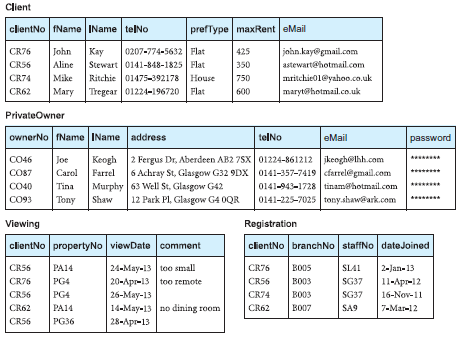 Client
clientNo fName lName telNo prefType maxRent eMail
CR76 John Kay 0207-774-5632 Flat 425 john.kay@gmail.com
CR56 Aline Stewart 0141-848-1825 Flat 350 astewart@hotmail.com
CR74 Mike Ritchie 01475-392178 House 750 mritchie01@yahoo.co.uk
CR62 Mary Tregear 01224-196720 Flat 600 maryt@hotmail.co.uk
PrivateOwner
ownerNo fName lName address telNo eMail password
CO46 Joe Keogh 2 Fergus Dr, Aberdeen AB2 7SX 01224-861212 jkeogh@lhh.com ********
CO87 Carol Farrel 6 Achray St, Glasgow G32 9DX 0141-357-7419 cfarrel@gmail.com ********
CO40 Tina Murphy 63 Well St, Glasgow G42 0141-943-1728 tinam@hotmail.com ********
CO93 Tony Shaw 12 Park Pl, Glasgow G4 0QR 0141-225-7025 tony.shaw@ark.com ********
Viewing
clientNo propertyNo viewDate comment
CR56 PA14 24-May-13 too small
CR76 PG4 20-Apr-13 too remote
CR56 PG4 26-May-13
CR62 PA14 14-May-13 no dining room
CR56 PG36 28-Apr-13
Registration
clientNo branchNo staffNo dateJoined
CR76 B005 SL41 2-Jan-13
CR56 B003 SG37 11-Apr-12
CR74 B003 SG37 16-Nov-11
CR62 B007 SA9 7-Mar-12